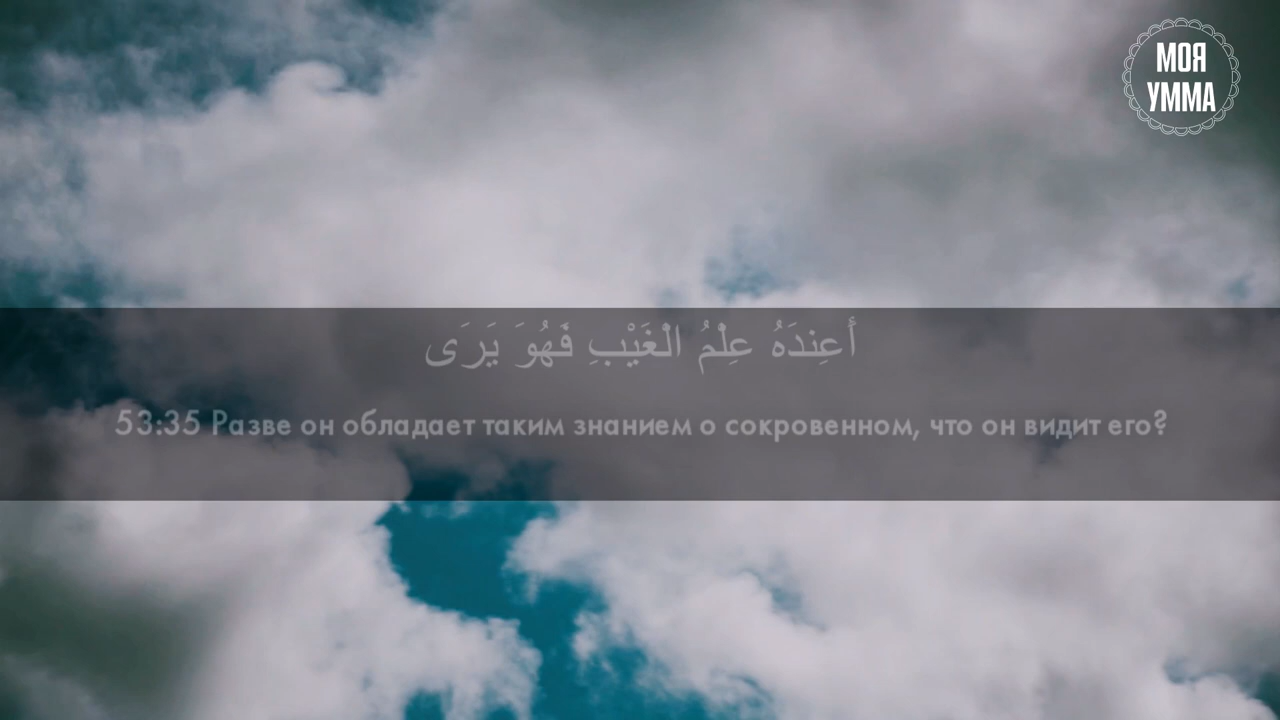 МОЯ
УММА
أَعِندَهُ عِلْمُ الْغَيْبِ فَهُوَ يَرَى
53:35 Разве он обладает таким знанием о сокровенном, что он видит его?